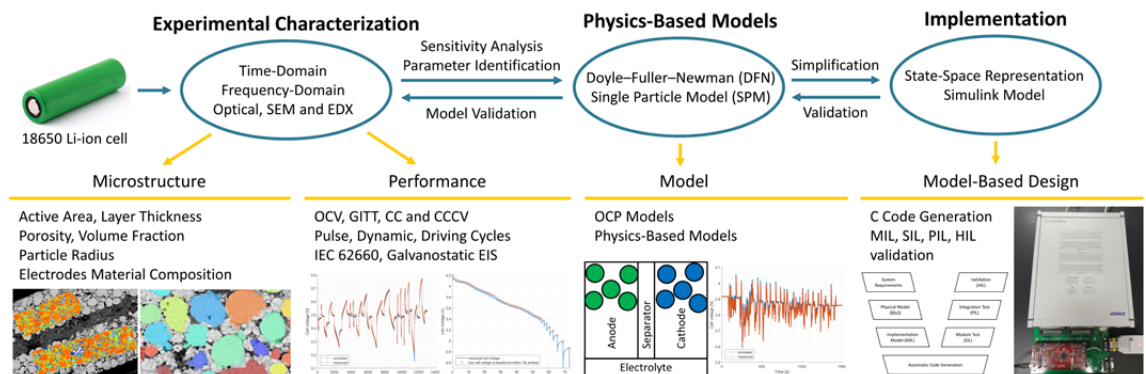 Experimental Characterization
Physics-Based Models
Implementation
18650 Li-ion cell
Time-Domain
Frequency-Domain
Optical, SEM and EDX
Sensitivity Analysis
Parameter Identification
Model Validation
Doyle–Fuller–Newman (DFN)
Single Particle Model (SPM)
Simplification
Validation
State-Space Representation
Simulink Model
Microstructure
Active Area, Layer Thickness
Porosity, Volume Fraction
Particle Radius
Electrodes Material Composition
Performance
OCV, GITT, CC and CCCV
Pulse, Dynamic, Driving Cycles
IEC 62660, Galvanostatic EIS
Model
OCP Models
Physics-Based Models
Anode
Separator
Cathode
Electrolyte
Time [s]
Model-Based Design
C Code Generation
MIL, SIL, PIL, HIL
validation
System
Requirements
Validation
(HIL)
Physical Model
Integration Test
(PIL)
Implementation
Model (MIL)
Module Test
(SIL)
Automatic Code Generation
dSPACE